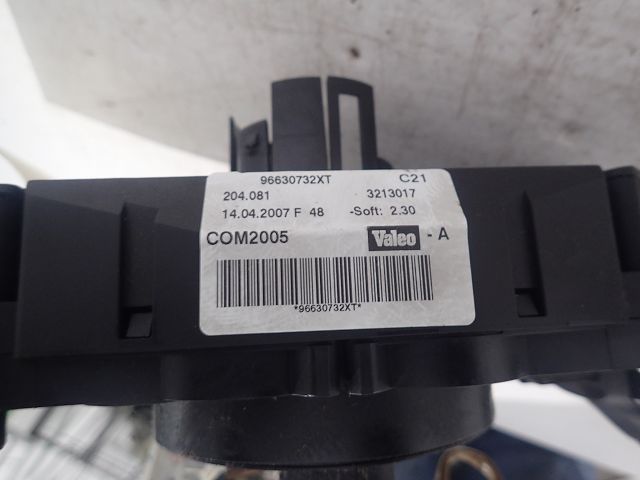 96630732XT C21
204.081 3213017
14.04.2007 F 48 -Soft: 2.30
COM2005 Valeo - A
*96630732XT*